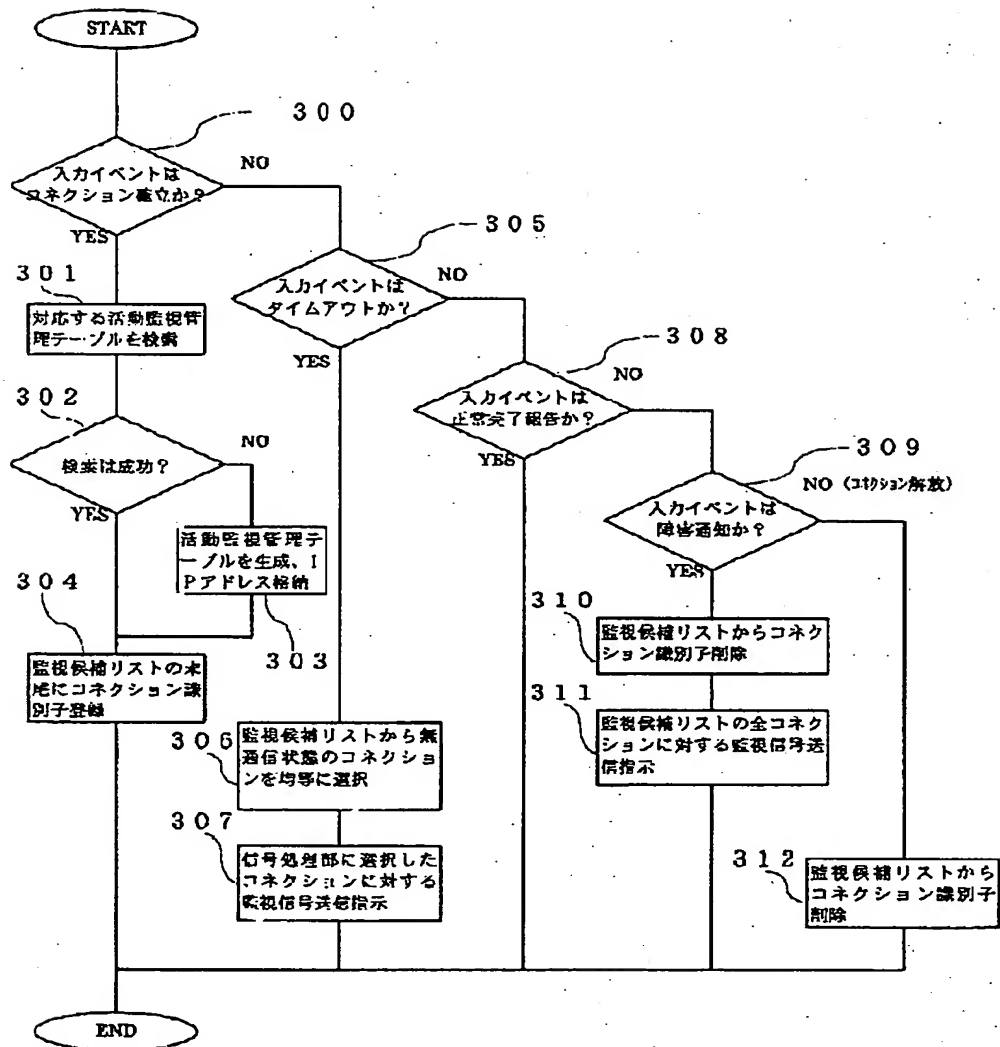 START
３００
入力イベントは
コネクション確立か？
NO
YES
３０１
対応する活動監視管
理テーブルを検索
３０５
入力イベントは
タイムアウトか？
NO
YES
３０２
検索は成功？
NO
YES
３０８
入力イベントは
正常完了報告か？
NO
YES
３０９
NO（コネクション解放）
入力イベントは
障害通知か？
YES
活動監視管理テ
ーブルを生成、Ｉ
Ｐアドレス格納
３０３
３０４
監視候補リストの末
尾にコネクション識
別子登録
３１０
監視候補リストからコネク
ション識別子削除
３１１
監視候補リストの全コネク
ションに対する監視信号送
信指示
３０６
監視候補リストから無
通信状態のコネクション
を均等に選択
３０７
信号処理部に選択した
コネクションに対する
監視信号送信指示
３１２
監視候補リストから
コネクション識別子
削除
END